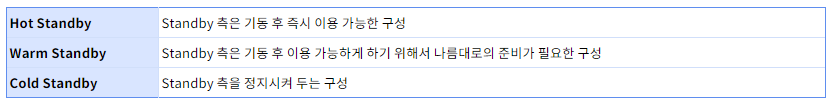 Hot Standby Standby 측은 기동 후 즉시 이용 가능한 구성
Warm Standby Standby 측은 기동 후 이용 가능하게 하기 위해서 나름대로의 준비가 필요한 구성
Cold Standby Standby 측을 정지시켜 두는 구성